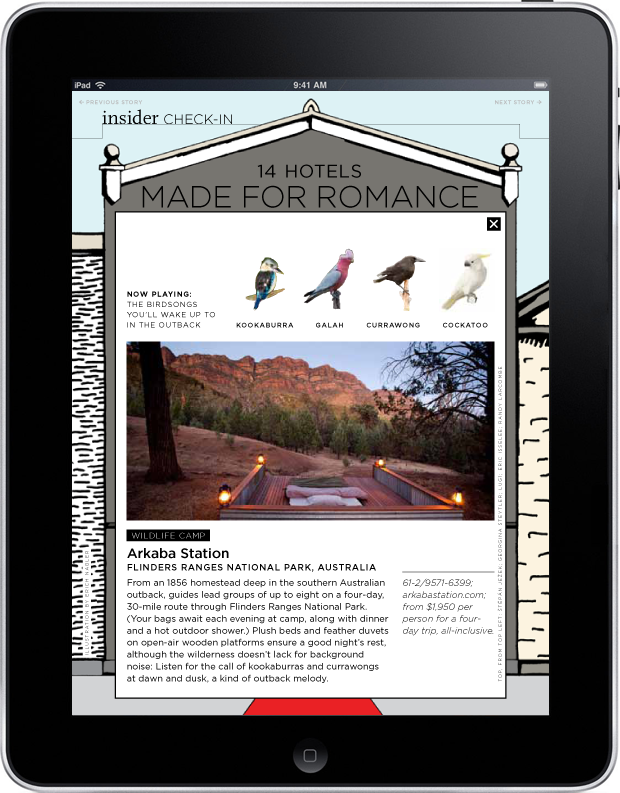 iPad
9:41 AM
PREVIOUS STORY
NEXT STORY
insider CHECK-IN
14 HOTELS
MADE FOR ROMANCE
NOW PLAYING:
THE BIRDSONGS
YOU'LL WAKE UP TO
IN THE OUTBACK
KOOKABURRA
GALAH
CURRAWONG
COCKATOO
WILDLIFE CAMP
Arkaba Station
FLINDERS RANGES NATIONAL PARK, AUSTRALIA
From an 1856 homestead deep in the southern Australian
outback, guides lead groups of up to eight on a four-day,
30-mile route through Flinders Ranges National Park.
(Your bags await each evening at camp, along with dinner
and a hot outdoor shower.) Plush beds and feather duvets
on open-air wooden platforms ensure a good night's rest,
although the wilderness doesn't lack for background
noise: Listen for the call of kookaburras and currawongs
at dawn and dusk, a kind of outback melody.
61-2/9571-6399;
arkabastation.com;
from $1,950 per
person for a four-
day trip, all-inclusive.
ILLUSTRATION BY ERICH NAGLER
TOP, FROM TOP LEFT: STEPAN JEZEK; GEORGINA STEYTLER; LUGI; ERIC ISSELEE; RANDY LARCOMBE